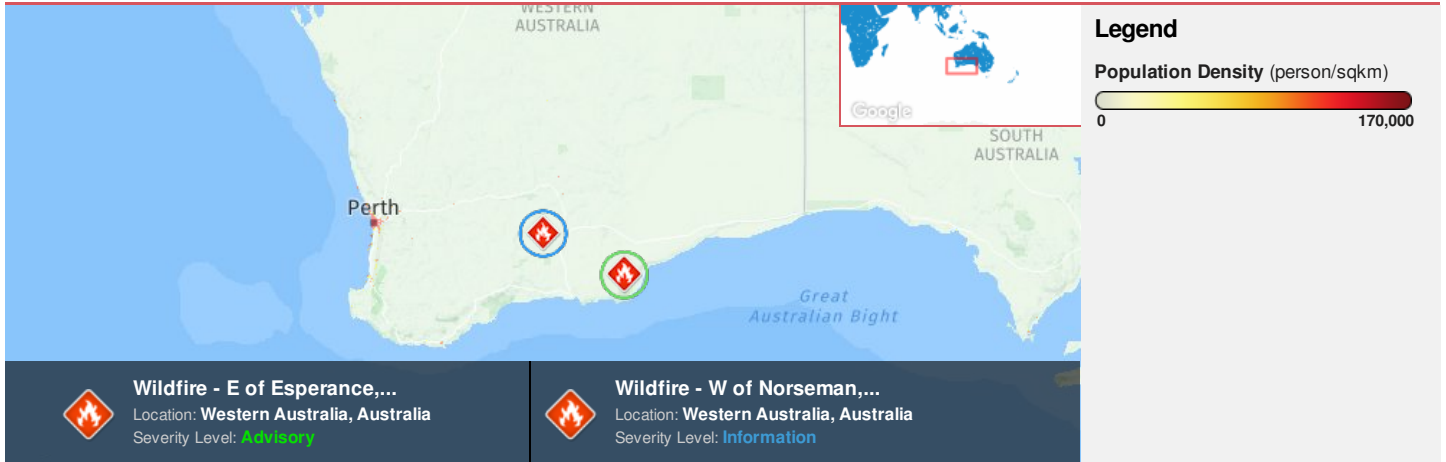 WESTERN
AUSTRALIA
Google
SOUTH
AUSTRALIA
Perth
Great
Australian Bight
Legend
Population Density (person/sqkm)
0 170,000
Wildfire - E of Esperance,...
Location: Western Australia, Australia
Severity Level: Advisory
Wildfire - W of Norseman,...
Location: Western Australia, Australia
Severity Level: Information